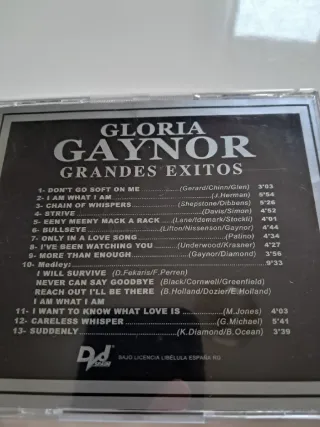 GLORIA
GAYNOR
GRANDES EXITOS
1- DON'T GO SOFT ON ME (Gerard/Chinn/Glen) 3'03
2- I AM WHAT I AM (J.Herman) 5'54
3- CHAIN OF WHISPERS (Shepstone/Dibbens) 5'26
4- STRIVE (Davis/Simon) 4'52
5- EENY MEENY MACK A RACK (Lane/Idemark/Stockli) 4'01
6- BULLSEYE (Lifton/Nissenson/Gaynor) 4'44
7- ONLY IN A LOVE SONG (Patino) 4'34
8- I'VE BEEN WATCHING YOU (Underwood/Krasner) 4'27
9- MORE THAN ENOUGH (Gaynor/Diamond) 3'56
10- Medley: 9'33
I WILL SURVIVE (D.Fekaris/F.Perren)
NEVER CAN SAY GOODBYE (Black/Cornwell/Greenfield)
REACH OUT I'LL BE THERE (B.Holland/Dozier/E.Holland)
I AM WHAT I AM
11- I WANT TO KNOW WHAT LOVE IS (M.Jones) 4'03
12- CARELESS WHISPER (G.Michael) 5'41
13- SUDDENLY (K.Diamond/B.Ocean) 3'39
BAJO LICENCIA LIBÉLULA ESPAÑA RG